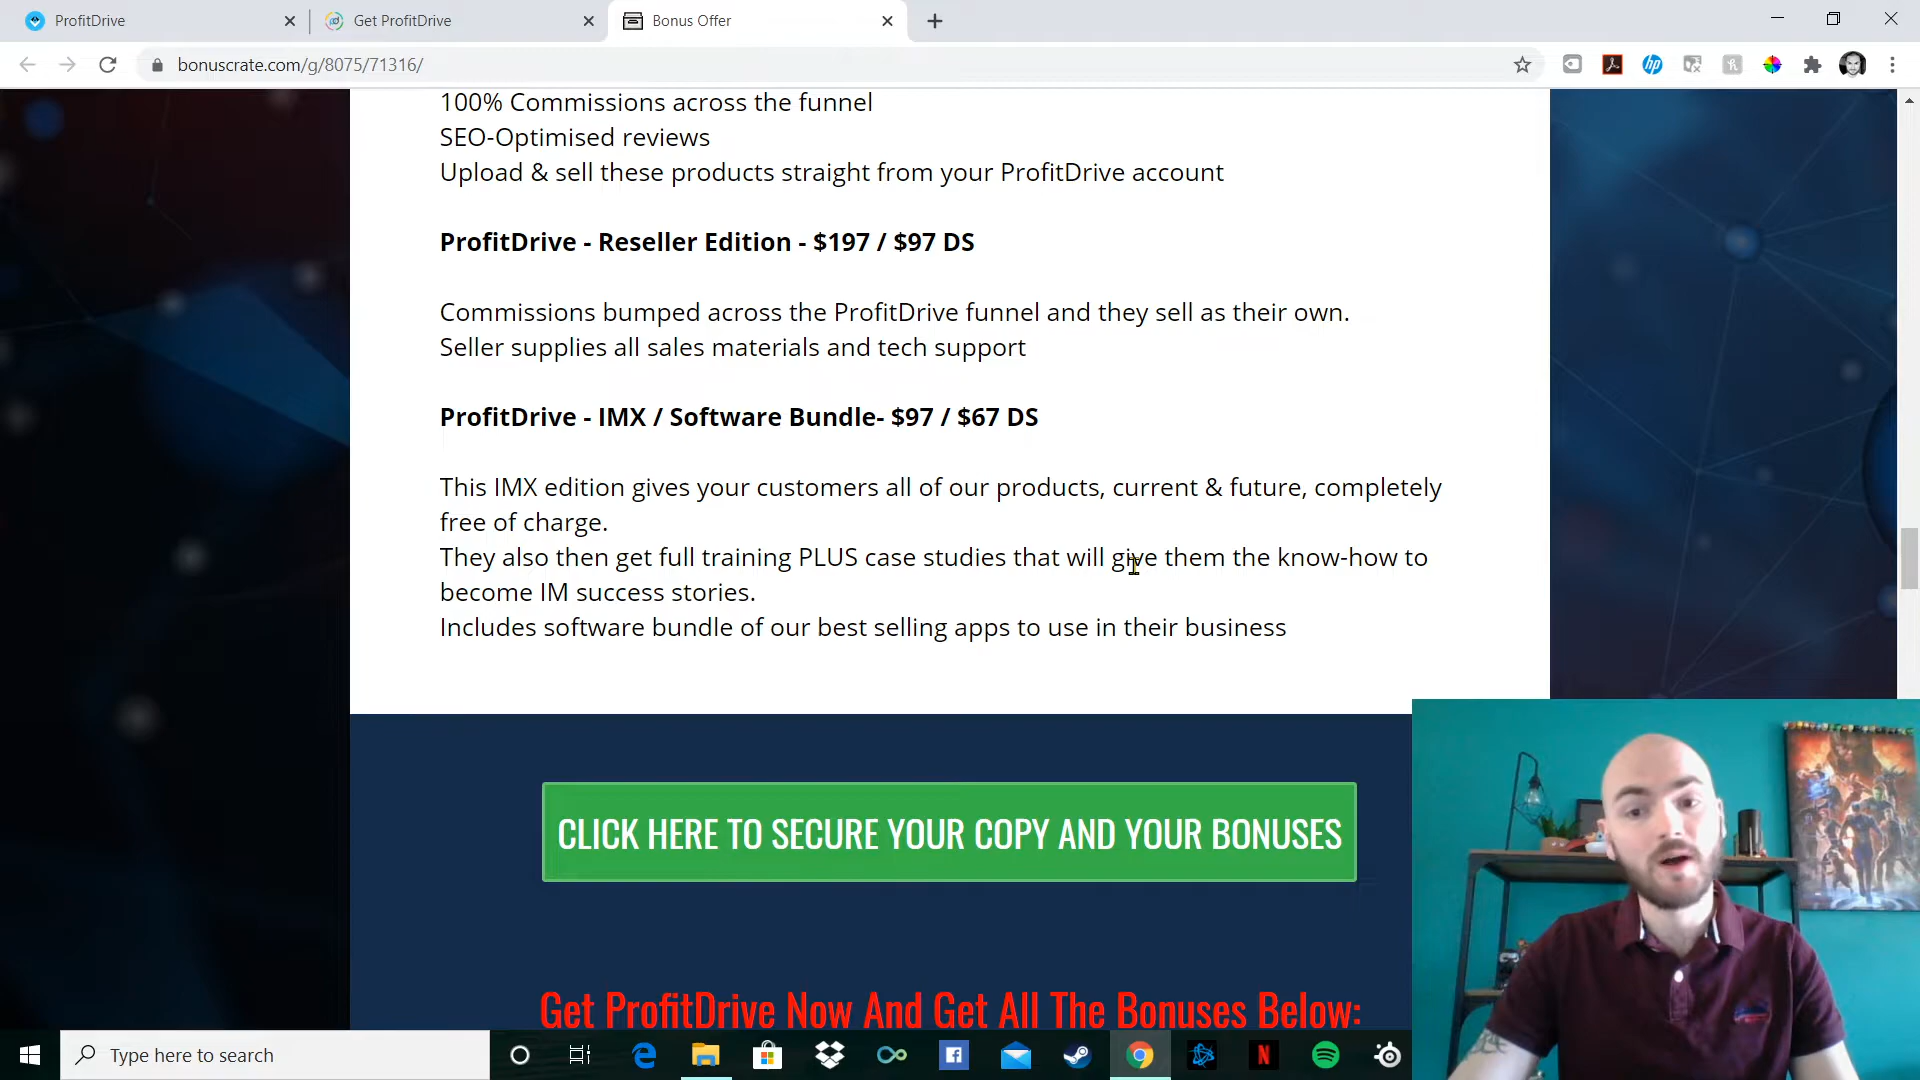 ProfitDrive
Get ProfitDrive
Bonus Offer
bonuscrate.com/g/8075/71316/
100% Commissions across the funnel
SEO-Optimised reviews
Upload & sell these products straight from your ProfitDrive account
ProfitDrive - Reseller Edition - $197 / $97 DS
Commissions bumped across the ProfitDrive funnel and they sell as their own.
Seller supplies all sales materials and tech support
ProfitDrive - IMX / Software Bundle- $97 / $67 DS
This IMX edition gives your customers all of our products, current & future, completely
free of charge.
They also then get full training PLUS case studies that will give them the know-how to
become IM success stories.
Includes software bundle of our best selling apps to use in their business
CLICK HERE TO SECURE YOUR COPY AND YOUR BONUSES
Get ProfitDrive Now And Get All The Bonuses Below:
Type here to search